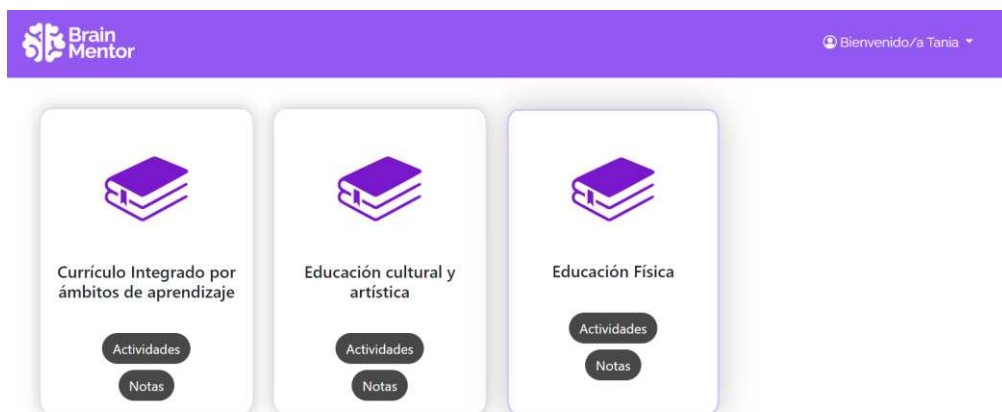 Brain
Mentor
Bienvenido/a Tania
Currículo Integrado por
ámbitos de aprendizaje
Actividades
Notas
Educación cultural y
artística
Actividades
Notas
Educación Física
Actividades
Notas